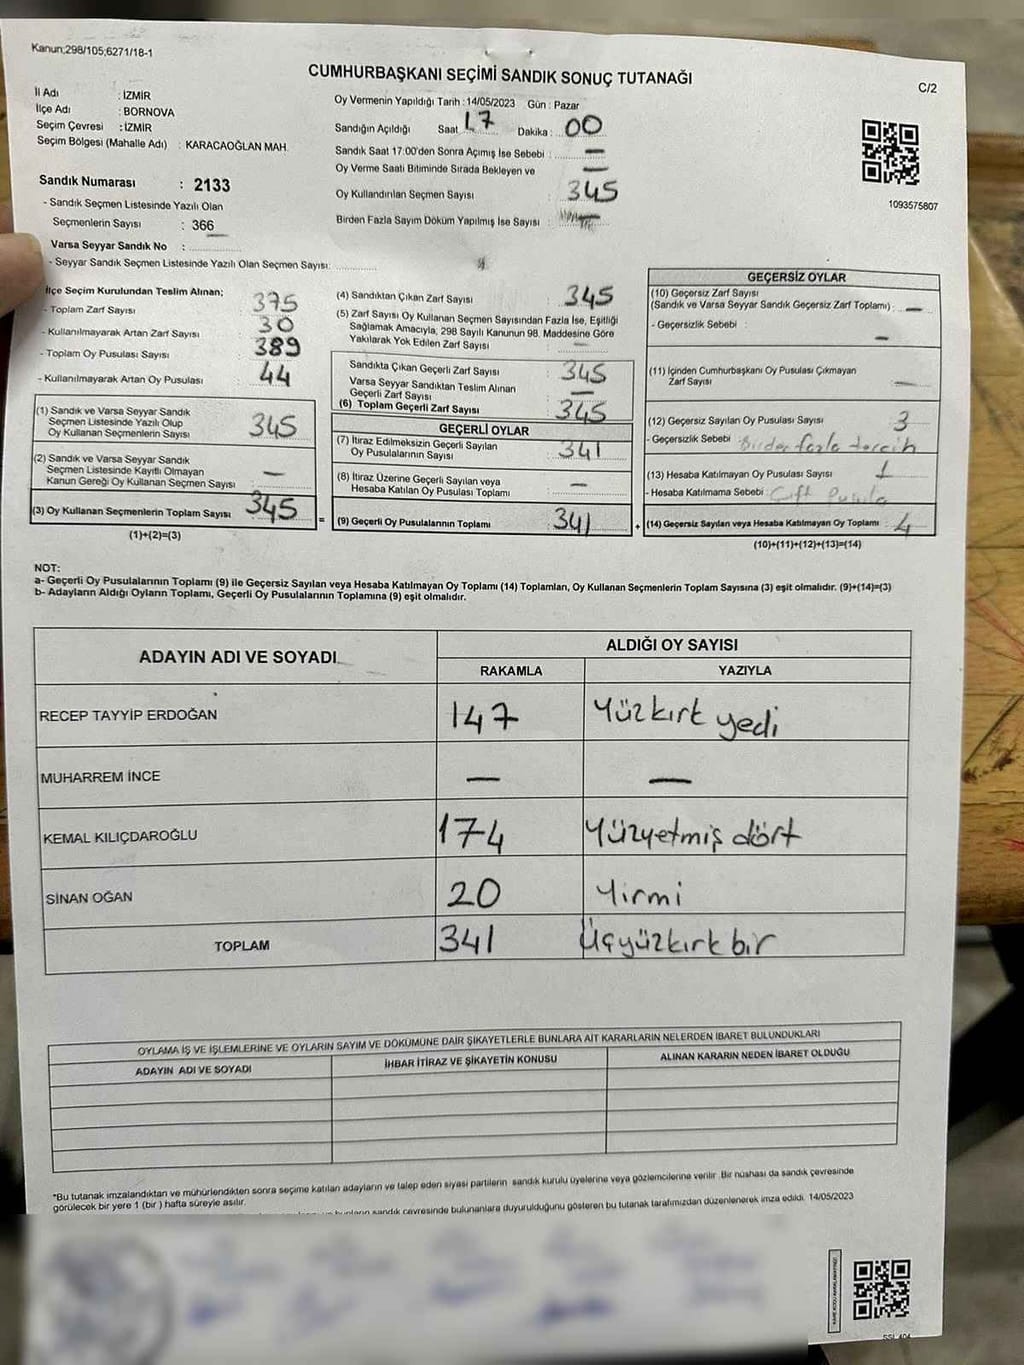 Kanun;298/105;6271/18-1
CUMHURBAŞKANI SEÇİMİ SANDIK SONUÇ TUTANAĞI
C/2
İl Adı : İZMİR
İlçe Adı : BORNOVA
Seçim Çevresi : İZMİR
Seçim Bölgesi (Mahalle Adı) : KARACAOĞLAN MAH.
Sandık Numarası : 2133
- Sandık Seçmen Listesinde Yazılı Olan
Seçmenlerin Sayısı : 366
Varsa Seyyar Sandık No :
- Seyyar Sandık Seçmen Listesinde Yazılı Olan Seçmen Sayısı:
Oy Vermenin Yapıldığı Tarih : 14/05/2023 Gün : Pazar
Sandığın Açıldığı Saat 17 Dakika : 00
Sandık Saat 17:00'den Sonra Açımış İse Sebebi : —
Oy Verme Saati Bitiminde Sırada Bekleyen ve —
Oy Kullandırılan Seçmen Sayısı : 345
Birden Fazla Sayım Döküm Yapılmış İse Sayısı :
1093575807
İlçe Seçim Kurulundan Teslim Alınan;
- Toplam Zarf Sayısı : 375
- Kullanılmayarak Artan Zarf Sayısı : 30
- Toplam Oy Pusulası Sayısı : 389
- Kullanılmayarak Artan Oy Pusulası : 44
(1) Sandık ve Varsa Seyyar Sandık
Seçmen Listesinde Yazılı Olup
Oy Kullanan Seçmenlerin Sayısı : 345
(2) Sandık ve Varsa Seyyar Sandık
Seçmen Listesinde Kayıtlı Olmayan
Kanun Gereği Oy Kullanan Seçmen Sayısı : —
(3) Oy Kullanan Seçmenlerin Toplam Sayısı : 345
(1)+(2)=(3)
(4) Sandıktan Çıkan Zarf Sayısı : 345
(5) Zarf Sayısı Oy Kullanan Seçmen Sayısından Fazla İse, Eşitliği
Sağlamak Amacıyla, 298 Sayılı Kanunun 98. Maddesine Göre
Yakılarak Yok Edilen Zarf Sayısı : —
Sandıkta Çıkan Geçerli Zarf Sayısı : 345
Varsa Seyyar Sandıktan Teslim Alınan
Geçerli Zarf Sayısı : —
(6) Toplam Geçerli Zarf Sayısı : 345
GEÇERLİ OYLAR
(7) İtiraz Edilmeksizin Geçerli Sayılan
Oy Pusulalarının Sayısı : 341
(8) İtiraz Üzerine Geçerli Sayılan veya
Hesaba Katılan Oy Pusulası Toplamı : —
= (9) Geçerli Oy Pusulalarının Toplamı : 341 +
GEÇERSİZ OYLAR
(10) Geçersiz Zarf Sayısı
(Sandık ve Varsa Seyyar Sandık Geçersiz Zarf Toplamı) : —
- Geçersizlik Sebebi : —
(11) İçinden Cumhurbaşkanı Oy Pusulası Çıkmayan
Zarf Sayısı : —
(12) Geçersiz Sayılan Oy Pusulası Sayısı : 3
- Geçersizlik Sebebi : Birden fazla tercih
(13) Hesaba Katılmayan Oy Pusulası Sayısı : 1
- Hesaba Katılmama Sebebi : Çift Pusula
(14) Geçersiz Sayılan veya Hesaba Katılmayan Oy Toplamı : 4
(10)+(11)+(12)+(13)=(14)
NOT:
a- Geçerli Oy Pusulalarının Toplamı (9) ile Geçersiz Sayılan veya Hesaba Katılmayan Oy Toplamı (14) Toplamları, Oy Kullanan Seçmenlerin Toplam Sayısına (3) eşit olmalıdır. (9)+(14)=(3)
b- Adayların Aldığı Oyların Toplamı, Geçerli Oy Pusulalarının Toplamına (9) eşit olmalıdır.
ADAYIN ADI VE SOYADI
ALDIĞI OY SAYISI
RAKAMLA YAZIYLA
RECEP TAYYİP ERDOĞAN 147 Yüzkırt yedi
MUHARREM İNCE — —
KEMAL KILIÇDAROĞLU 174 Yüzyetmiş dört
SİNAN OĞAN 20 Yirmi
TOPLAM 341 Üçyüzkırk bir
OYLAMA İŞ VE İŞLEMLERİNE VE OYLARIN SAYIM VE DÖKÜMÜNE DAİR ŞİKAYETLERLE BUNLARA AİT KARARLARIN NELERDEN İBARET BULUNDUKLARI
ADAYIN ADI VE SOYADI İHBAR İTİRAZ VE ŞİKAYETİN KONUSU ALINAN KARARIN NEDEN İBARET OLDUĞU
*Bu tutanak imzalandıktan ve mühürlendikten sonra seçime katılan adayların ve talep eden siyasi partilerin sandık kurulu üyelerine veya gözlemcilerine verilir. Bir nüshası da sandık çevresinde
görülecek bir yere 1 (bir ) hafta süreyle asılır.
sandık çevresinde bulunanlara duyurulduğunu gösteren bu tutanak tarafımızdan düzenlenerek imza edildi. 14/05/2023